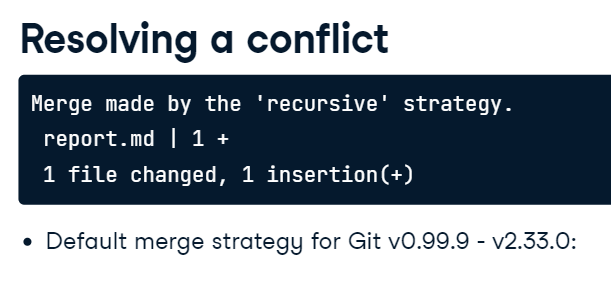 Resolving a conflict
Merge made by the 'recursive' strategy.
report.md | 1 +
1 file changed, 1 insertion(+)
• Default merge strategy for Git v0.99.9 - v2.33.0: